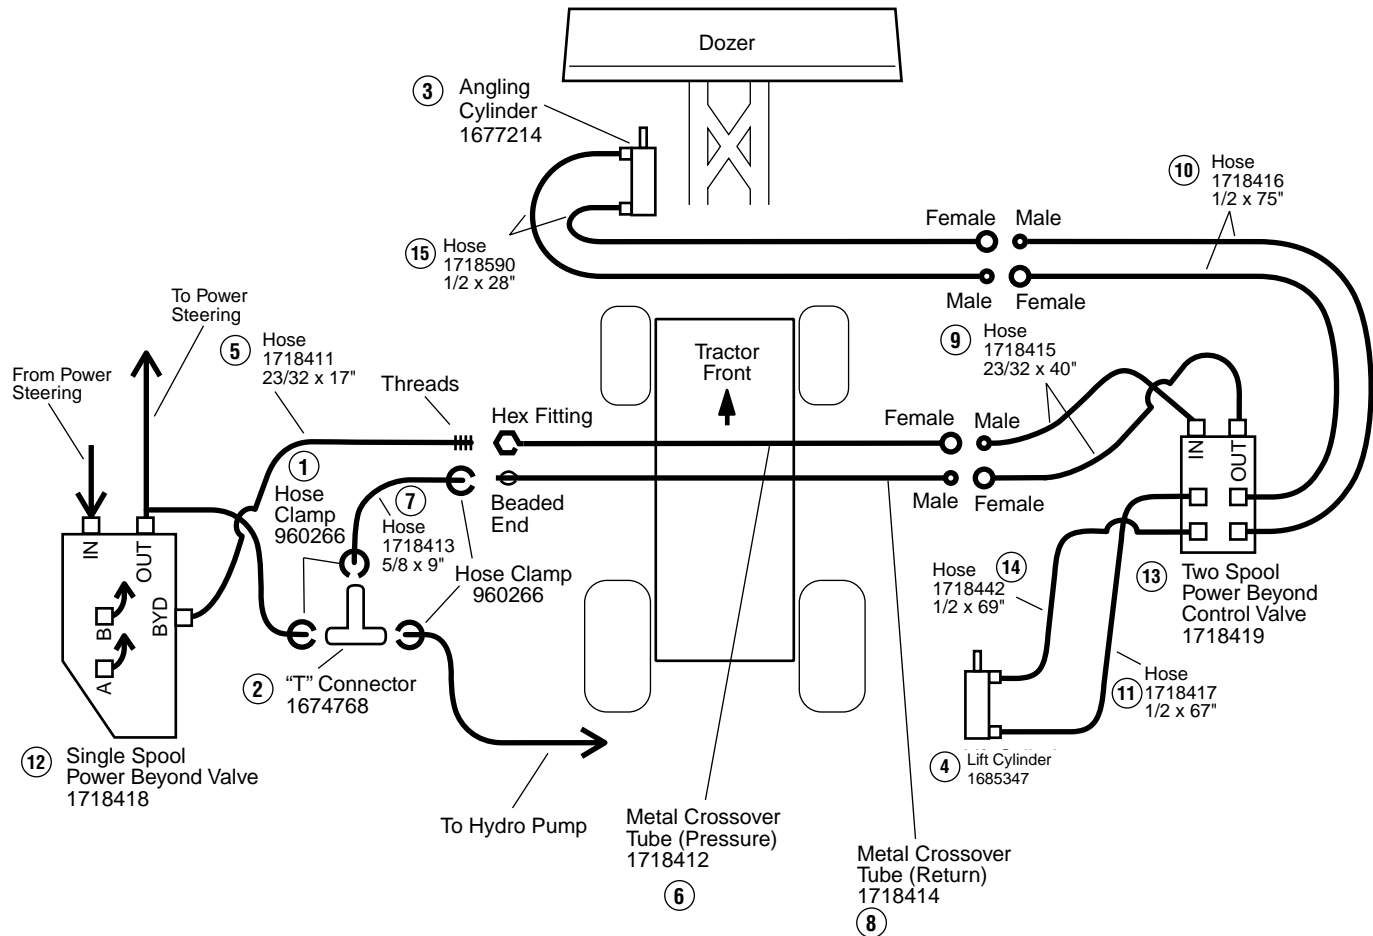 Dozer
3 Angling
Cylinder
1677214
10 Hose
1718416
1/2 x 75"
Female Male
15 Hose
1718590
1/2 x 28"
Male Female
To Power
Steering
5 Hose
1718411
23/32 x 17"
9 Hose
1718415
23/32 x 40"
Tractor
Front
From Power
Steering
Threads
Hex Fitting
Female Male
1
Hose
Clamp
960266
7
Hose
1718413
5/8 x 9"
Beaded
End
Male Female
IN OUT
IN
OUT
BYD
B
A
Hose Clamp
960266
14
Hose
1718442
1/2 x 69"
13 Two Spool
Power Beyond
Control Valve
1718419
2 “T” Connector
1674768
11 Hose
1718417
1/2 x 67"
12 Single Spool
Power Beyond Valve
1718418
4 Lift Cylinder
1685347
To Hydro Pump
Metal Crossover
Tube (Pressure)
1718412
6
Metal Crossover
Tube (Return)
1718414
8